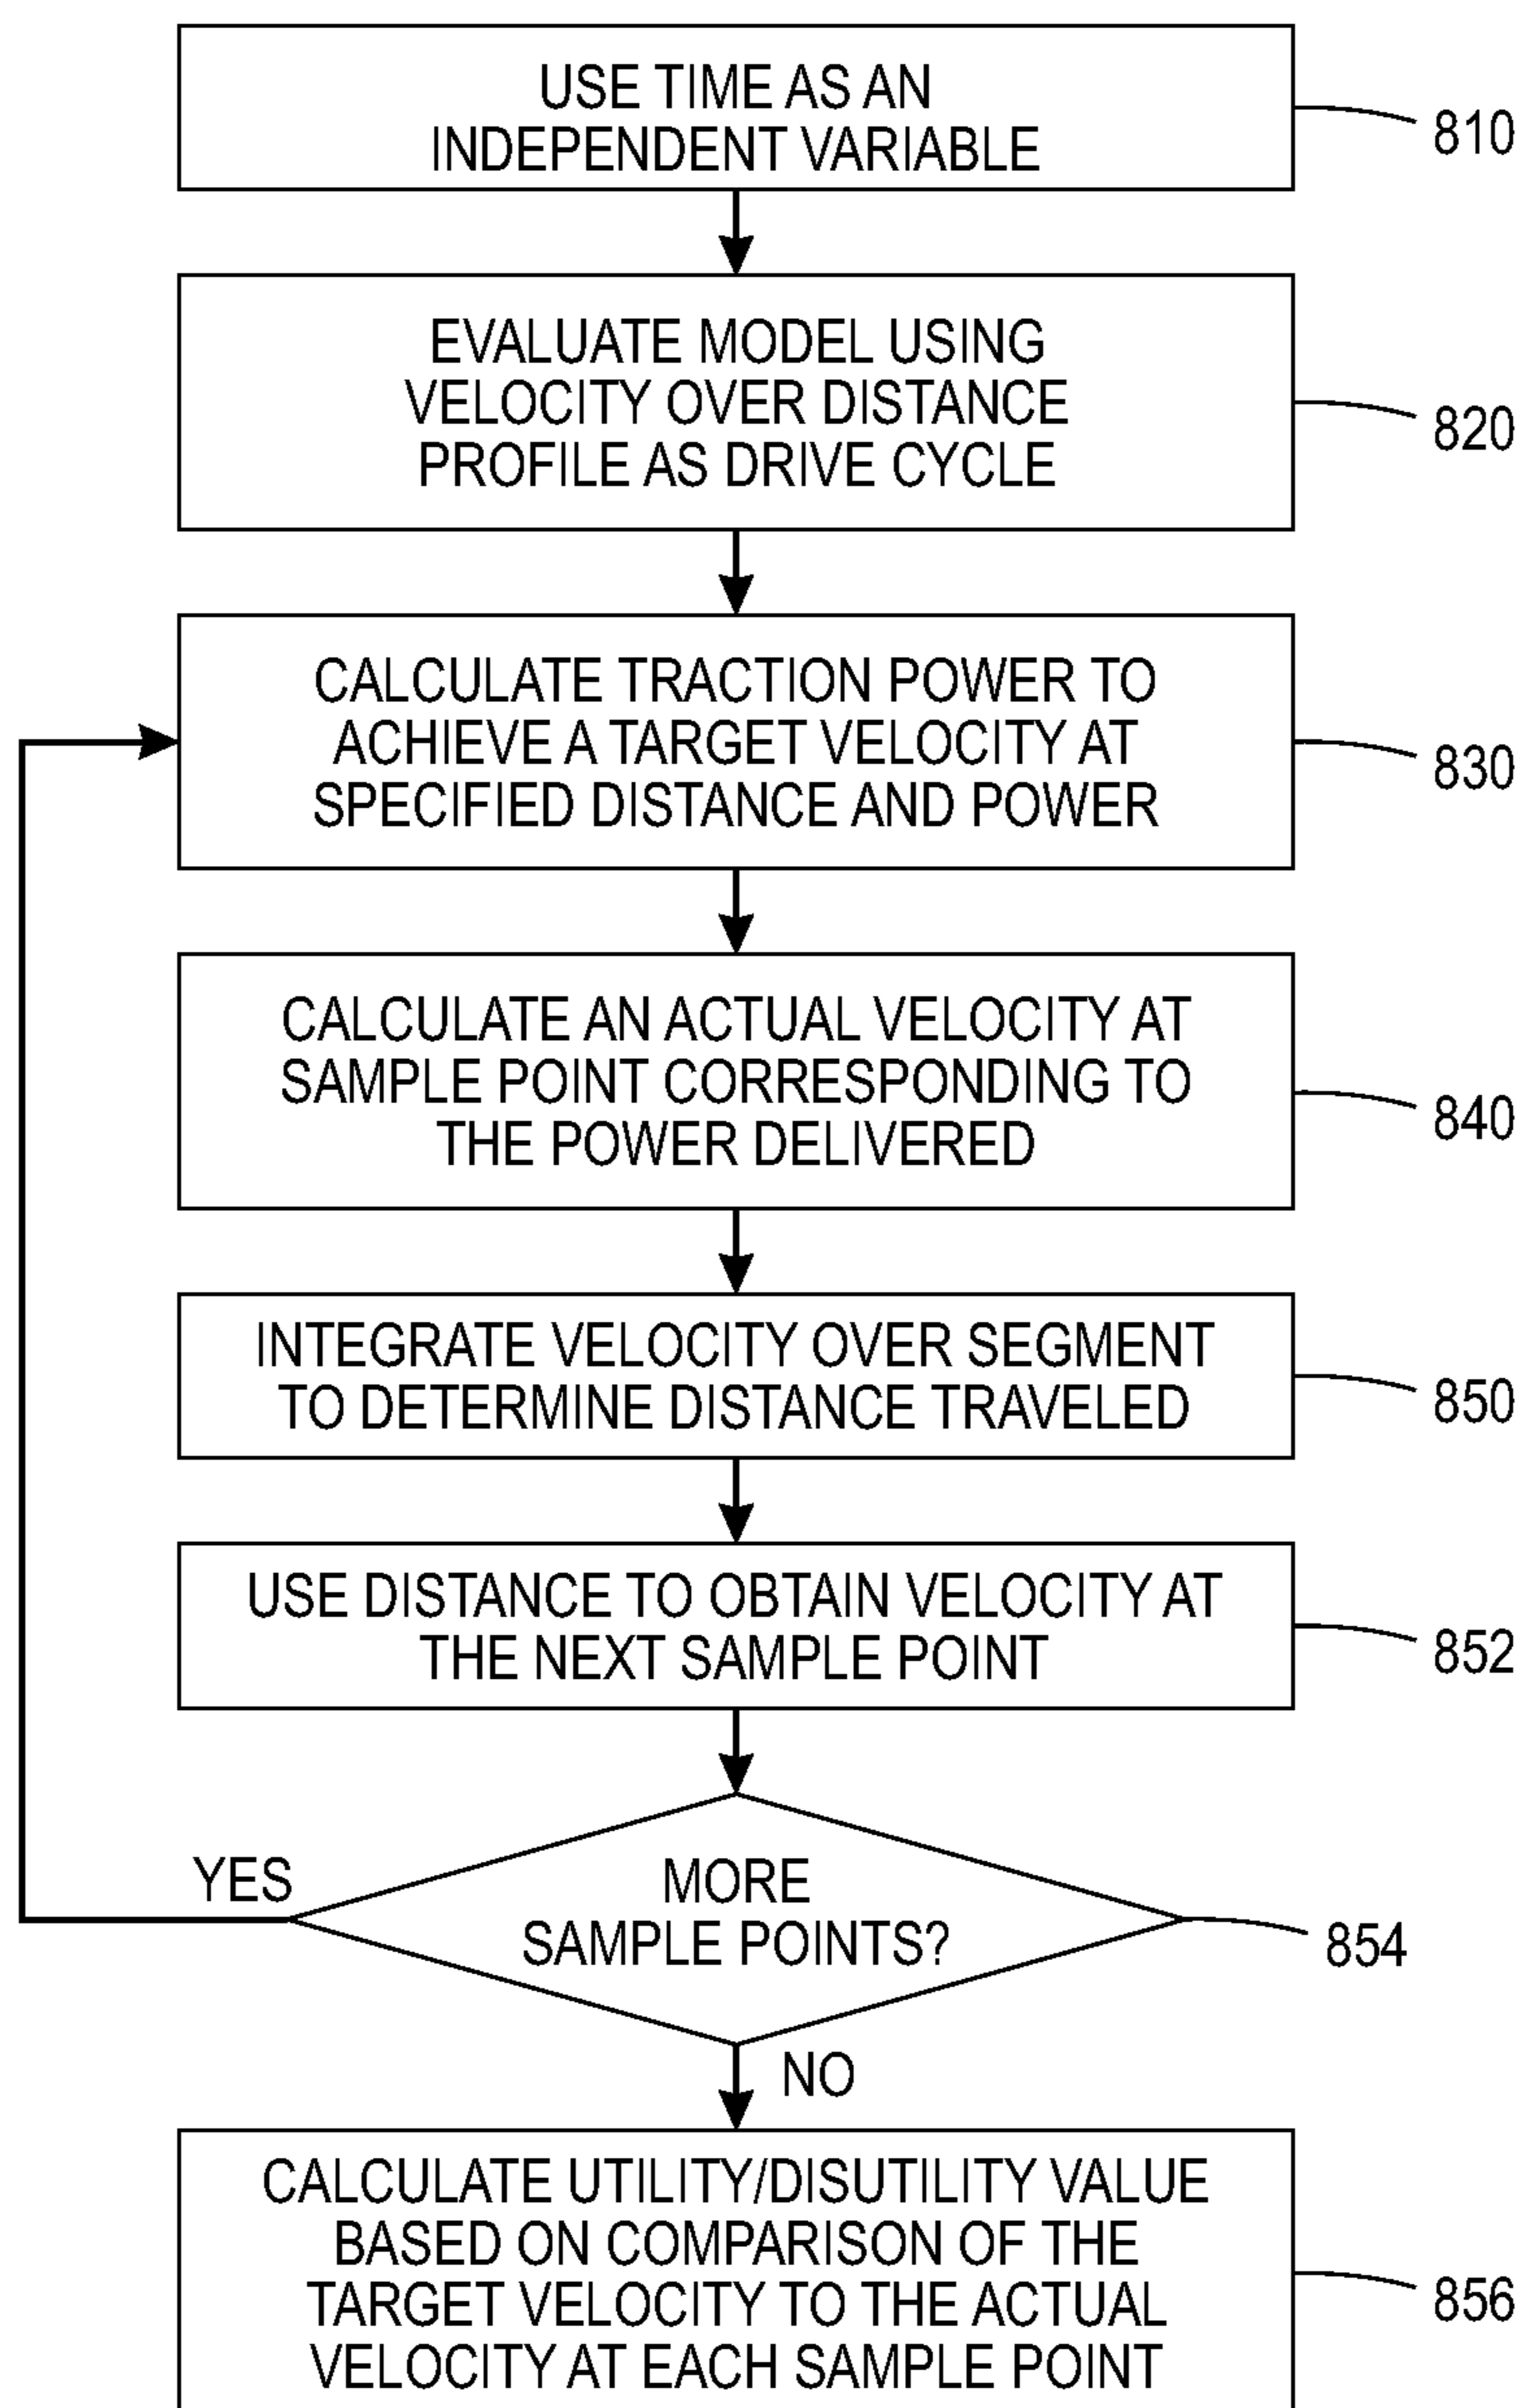 USE TIME AS AN
INDEPENDENT VARIABLE
810
EVALUATE MODEL USING
VELOCITY OVER DISTANCE
PROFILE AS DRIVE CYCLE
820
CALCULATE TRACTION POWER TO
ACHIEVE A TARGET VELOCITY AT
SPECIFIED DISTANCE AND POWER
830
CALCULATE AN ACTUAL VELOCITY AT
SAMPLE POINT CORRESPONDING TO
THE POWER DELIVERED
840
INTEGRATE VELOCITY OVER SEGMENT
TO DETERMINE DISTANCE TRAVELED
850
USE DISTANCE TO OBTAIN VELOCITY AT
THE NEXT SAMPLE POINT
852
YES
MORE
SAMPLE POINTS?
854
NO
CALCULATE UTILITY/DISUTILITY VALUE
BASED ON COMPARISON OF THE
TARGET VELOCITY TO THE ACTUAL
VELOCITY AT EACH SAMPLE POINT
856